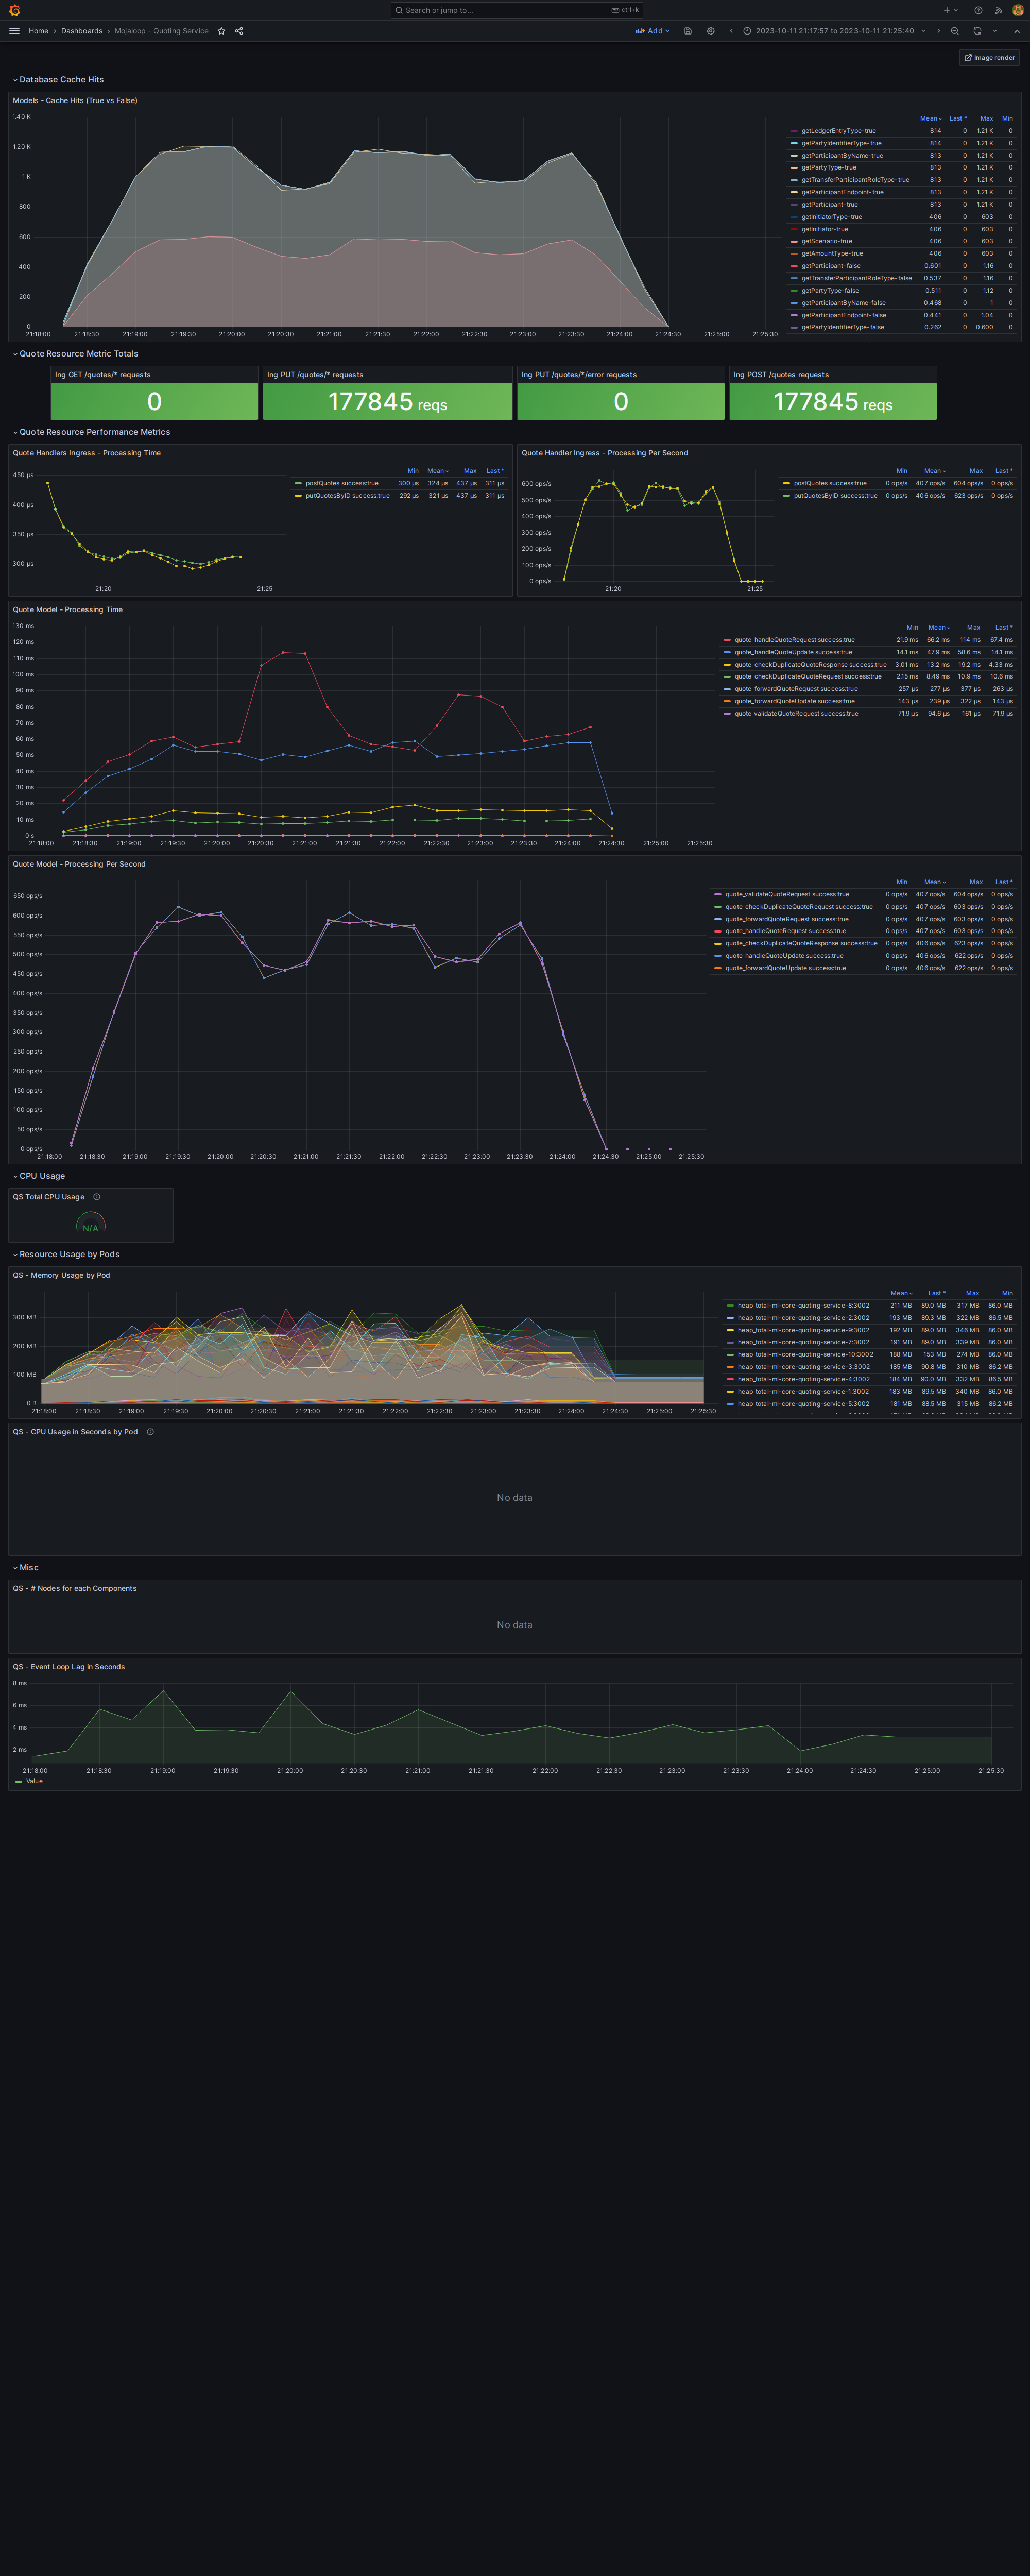 Search or jump to...
ctrl+k
Home › Dashboards › Mojaloop - Quoting Service
Add
2023-10-11 21:17:57 to 2023-10-11 21:25:40
Image render
Database Cache Hits
Models - Cache Hits (True vs False)
1.40 K
1.20 K
1 K
800
600
400
200
0
21:18:00 21:18:30 21:19:00 21:19:30 21:20:00 21:20:30 21:21:00 21:21:30 21:22:00 21:22:30 21:23:00 21:23:30 21:24:00 21:24:30 21:25:00 21:25:30
Mean Last * Max Min
getLedgerEntryType-true 814 0 1.21 K 0
getPartyIdentifierType-true 814 0 1.21 K 0
getParticipantByName-true 813 0 1.21 K 0
getPartyType-true 813 0 1.21 K 0
getTransferParticipantRoleType-true 813 0 1.21 K 0
getParticipantEndpoint-true 813 0 1.21 K 0
getParticipant-true 813 0 1.21 K 0
getInitiatorType-true 406 0 603 0
getInitiator-true 406 0 603 0
getScenario-true 406 0 603 0
getAmountType-true 406 0 603 0
getParticipant-false 0.601 0 1.16 0
getTransferParticipantRoleType-false 0.537 0 1.16 0
getPartyType-false 0.511 0 1.12 0
getParticipantByName-false 0.468 0 1 0
getParticipantEndpoint-false 0.441 0 1.04 0
getPartyIdentifierType-false 0.262 0 0.600 0
Quote Resource Metric Totals
Ing GET /quotes/* requests
0
Ing PUT /quotes/* requests
177845 reqs
Ing PUT /quotes/*/error requests
0
Ing POST /quotes requests
177845 reqs
Quote Resource Performance Metrics
Quote Handlers Ingress - Processing Time
450 µs
400 µs
350 µs
300 µs
21:20 21:25
Min Mean Max Last *
postQuotes success:true 300 µs 324 µs 437 µs 311 µs
putQuotesByID success:true 292 µs 321 µs 437 µs 311 µs
Quote Handler Ingress - Processing Per Second
600 ops/s
500 ops/s
400 ops/s
300 ops/s
200 ops/s
100 ops/s
0 ops/s
21:20 21:25
Min Mean Max Last *
postQuotes success:true 0 ops/s 407 ops/s 604 ops/s 0 ops/s
putQuotesByID success:true 0 ops/s 406 ops/s 623 ops/s 0 ops/s
Quote Model - Processing Time
130 ms
120 ms
110 ms
100 ms
90 ms
80 ms
70 ms
60 ms
50 ms
40 ms
30 ms
20 ms
10 ms
0 s
21:18:00 21:18:30 21:19:00 21:19:30 21:20:00 21:20:30 21:21:00 21:21:30 21:22:00 21:22:30 21:23:00 21:23:30 21:24:00 21:24:30 21:25:00 21:25:30
Min Mean Max Last *
quote_handleQuoteRequest success:true 21.9 ms 66.2 ms 114 ms 67.4 ms
quote_handleQuoteUpdate success:true 14.1 ms 47.9 ms 58.6 ms 14.1 ms
quote_checkDuplicateQuoteResponse success:true 3.01 ms 13.2 ms 19.2 ms 4.33 ms
quote_checkDuplicateQuoteRequest success:true 2.15 ms 8.49 ms 10.9 ms 10.6 ms
quote_forwardQuoteRequest success:true 257 µs 277 µs 377 µs 263 µs
quote_forwardQuoteUpdate success:true 143 µs 239 µs 322 µs 143 µs
quote_validateQuoteRequest success:true 71.9 µs 94.6 µs 161 µs 71.9 µs
Quote Model - Processing Per Second
650 ops/s
600 ops/s
550 ops/s
500 ops/s
450 ops/s
400 ops/s
350 ops/s
300 ops/s
250 ops/s
200 ops/s
150 ops/s
100 ops/s
50 ops/s
0 ops/s
21:18:00 21:18:30 21:19:00 21:19:30 21:20:00 21:20:30 21:21:00 21:21:30 21:22:00 21:22:30 21:23:00 21:23:30 21:24:00 21:24:30 21:25:00 21:25:30
Min Mean Max Last *
quote_validateQuoteRequest success:true 0 ops/s 407 ops/s 604 ops/s 0 ops/s
quote_checkDuplicateQuoteRequest success:true 0 ops/s 407 ops/s 603 ops/s 0 ops/s
quote_forwardQuoteRequest success:true 0 ops/s 407 ops/s 603 ops/s 0 ops/s
quote_handleQuoteRequest success:true 0 ops/s 407 ops/s 603 ops/s 0 ops/s
quote_checkDuplicateQuoteResponse success:true 0 ops/s 406 ops/s 623 ops/s 0 ops/s
quote_handleQuoteUpdate success:true 0 ops/s 406 ops/s 622 ops/s 0 ops/s
quote_forwardQuoteUpdate success:true 0 ops/s 406 ops/s 622 ops/s 0 ops/s
CPU Usage
QS Total CPU Usage
N/A
Resource Usage by Pods
QS - Memory Usage by Pod
300 MB
200 MB
100 MB
0 B
21:18:00 21:18:30 21:19:00 21:19:30 21:20:00 21:20:30 21:21:00 21:21:30 21:22:00 21:22:30 21:23:00 21:23:30 21:24:00 21:24:30 21:25:00 21:25:30
Mean Last * Max Min
heap_total-ml-core-quoting-service-8:3002 211 MB 89.0 MB 317 MB 86.0 MB
heap_total-ml-core-quoting-service-2:3002 193 MB 89.3 MB 322 MB 86.5 MB
heap_total-ml-core-quoting-service-9:3002 192 MB 89.0 MB 346 MB 86.0 MB
heap_total-ml-core-quoting-service-7:3002 191 MB 89.0 MB 339 MB 86.0 MB
heap_total-ml-core-quoting-service-10:3002 188 MB 153 MB 274 MB 86.0 MB
heap_total-ml-core-quoting-service-3:3002 185 MB 90.8 MB 310 MB 86.2 MB
heap_total-ml-core-quoting-service-4:3002 184 MB 90.0 MB 332 MB 86.5 MB
heap_total-ml-core-quoting-service-1:3002 183 MB 89.5 MB 340 MB 86.0 MB
heap_total-ml-core-quoting-service-5:3002 181 MB 88.5 MB 315 MB 86.2 MB
QS - CPU Usage in Seconds by Pod
No data
Misc
QS - # Nodes for each Components
No data
QS - Event Loop Lag in Seconds
8 ms
6 ms
4 ms
2 ms
21:18:00 21:18:30 21:19:00 21:19:30 21:20:00 21:20:30 21:21:00 21:21:30 21:22:00 21:22:30 21:23:00 21:23:30 21:24:00 21:24:30 21:25:00 21:25:30
Value